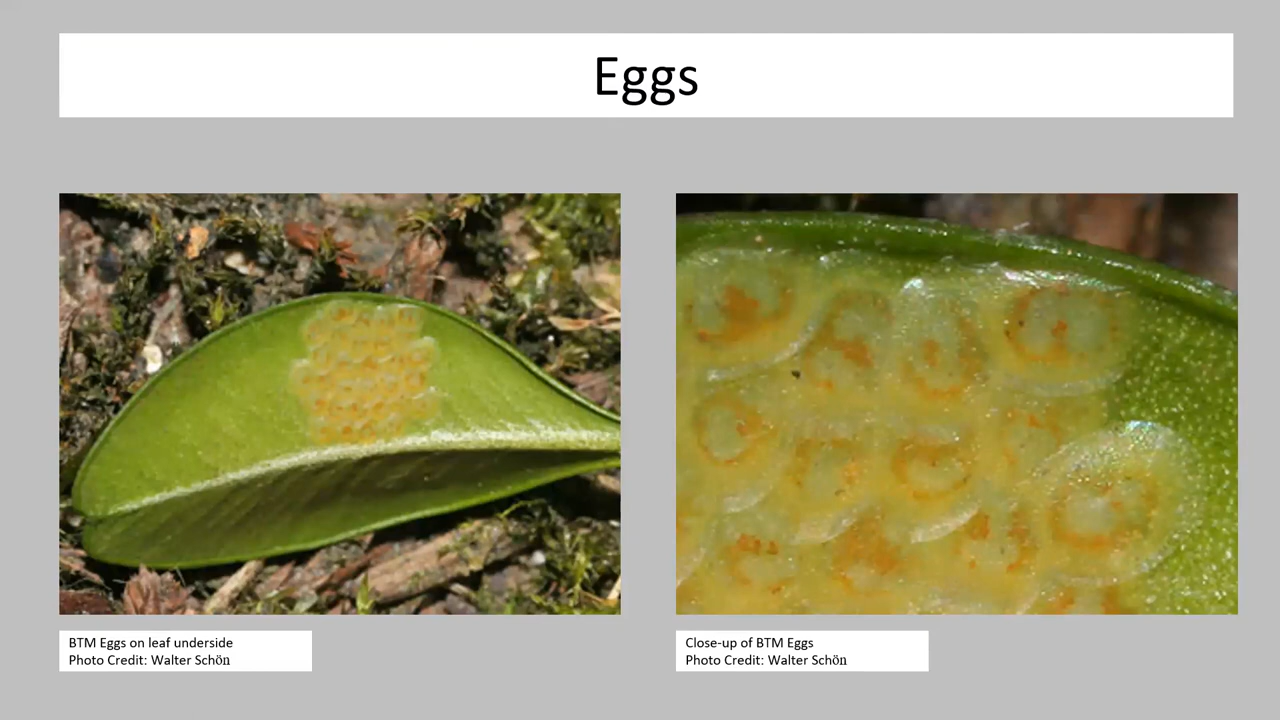 Eggs
BTM Eggs on leaf underside
Photo Credit: Walter Schön
Close-up of BTM Eggs
Photo Credit: Walter Schön